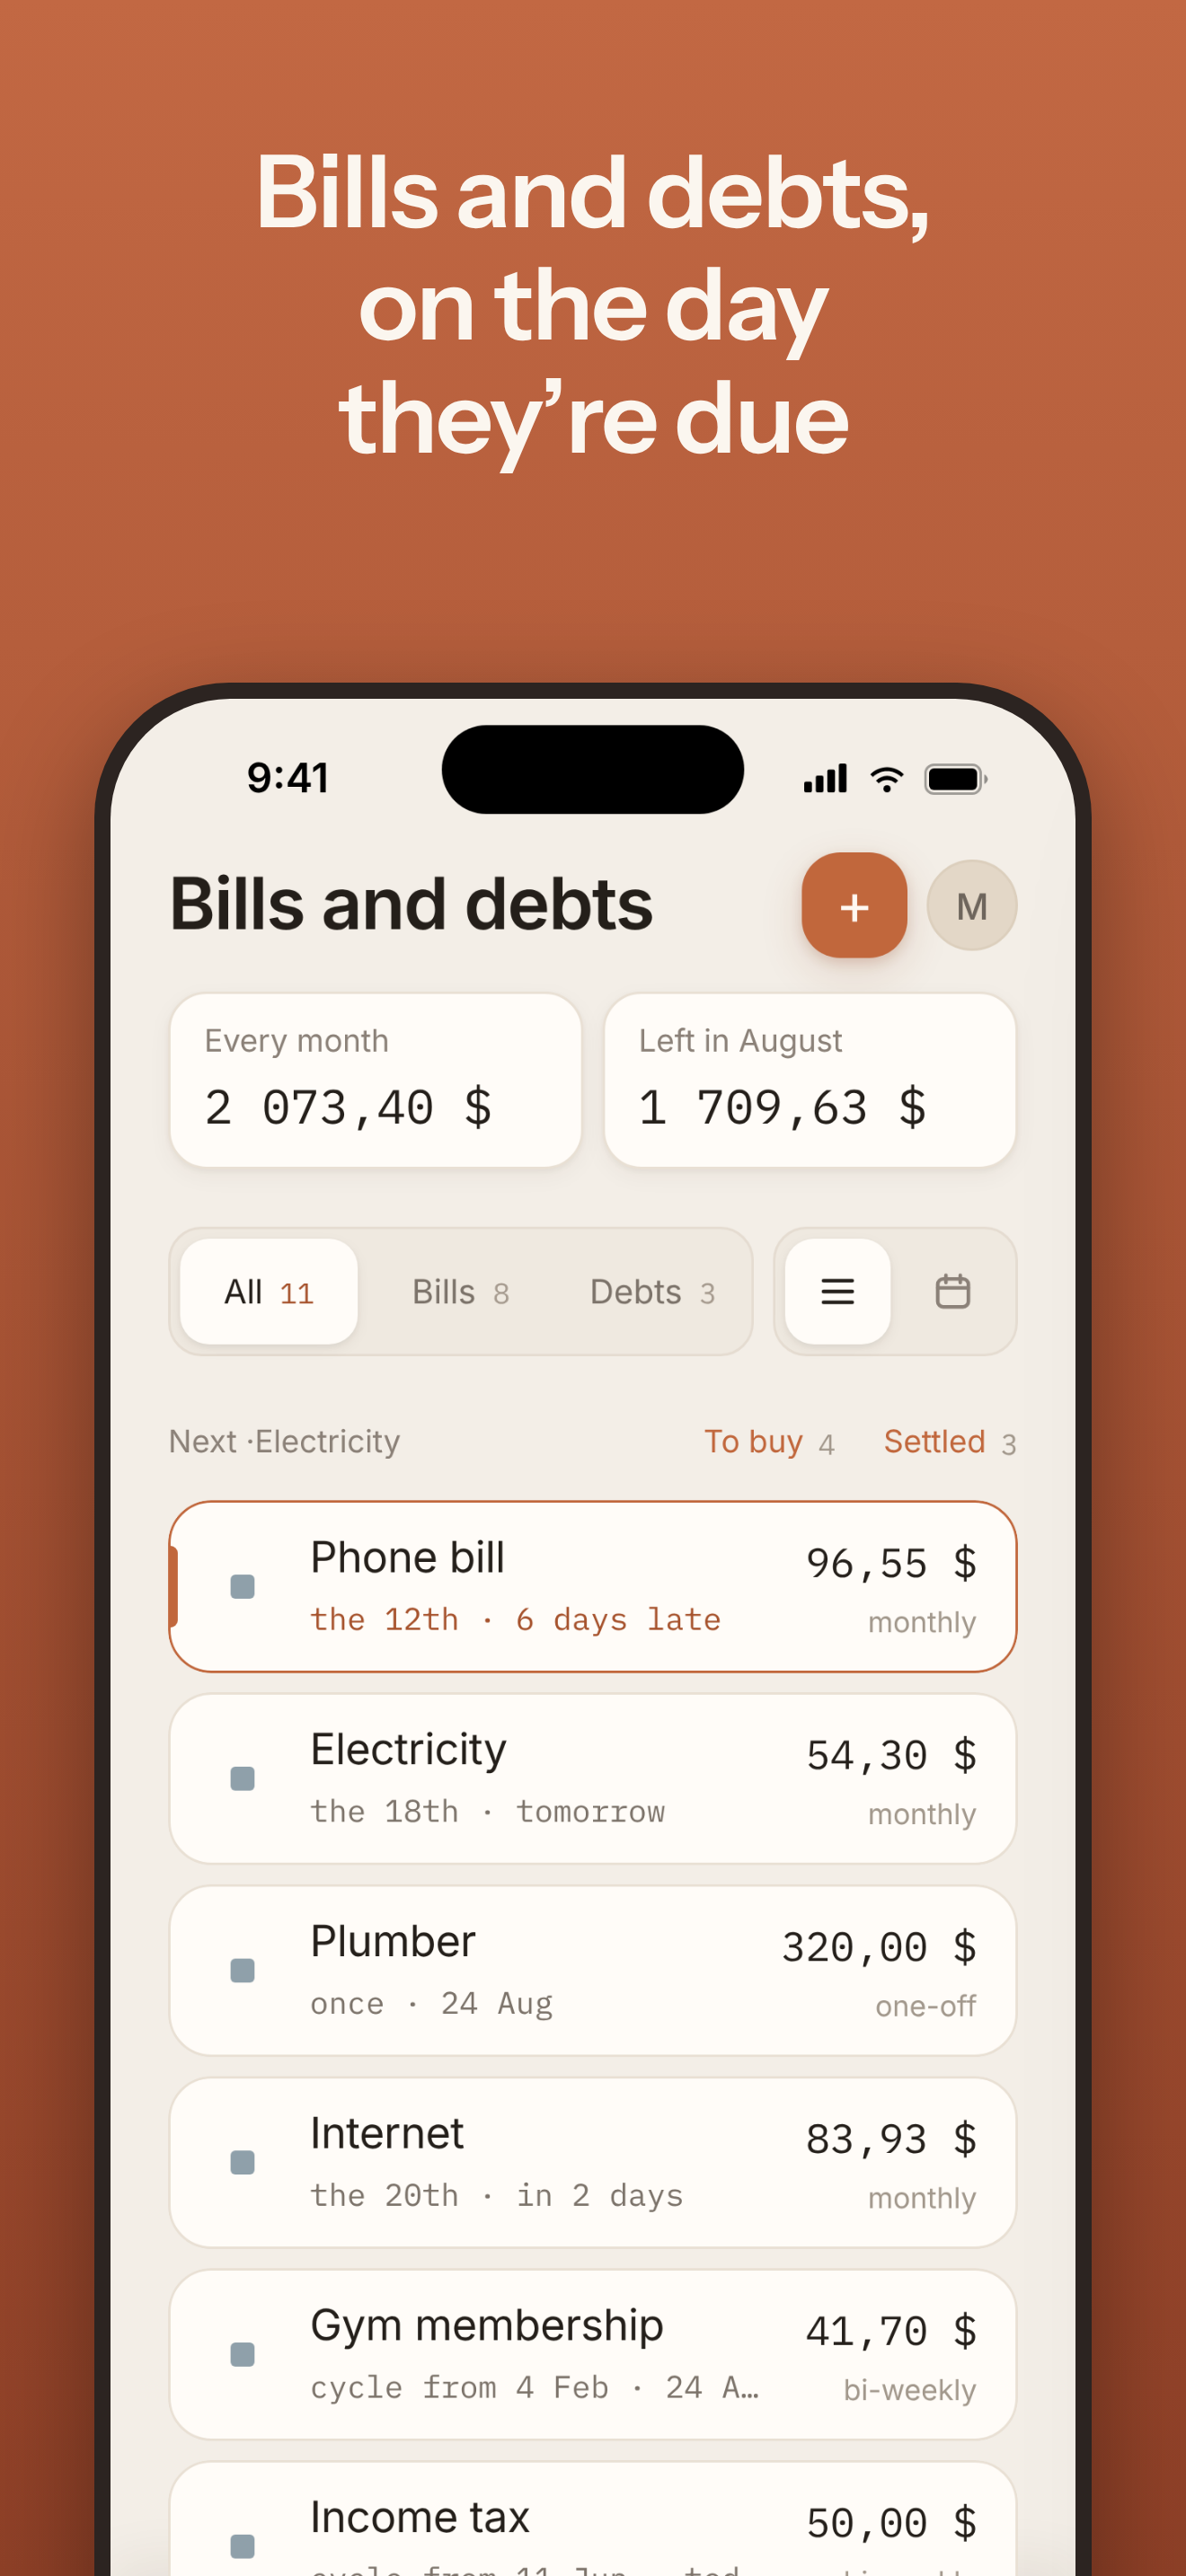 Bills and debts,
on the day
they’re due
9:41
Bills and debts
+ M
Every month
2 073,40 $
Left in August
1 709,63 $
All 11 Bills 8 Debts 3
Next ·Electricity To buy 4 Settled 3
Phone bill 96,55 $
the 12th · 6 days late monthly
Electricity 54,30 $
the 18th · tomorrow monthly
Plumber 320,00 $
once · 24 Aug one-off
Internet 83,93 $
the 20th · in 2 days monthly
Gym membership 41,70 $
cycle from 4 Feb · 24 A… bi-weekly
Income tax 50,00 $
cycle from 11 Jun